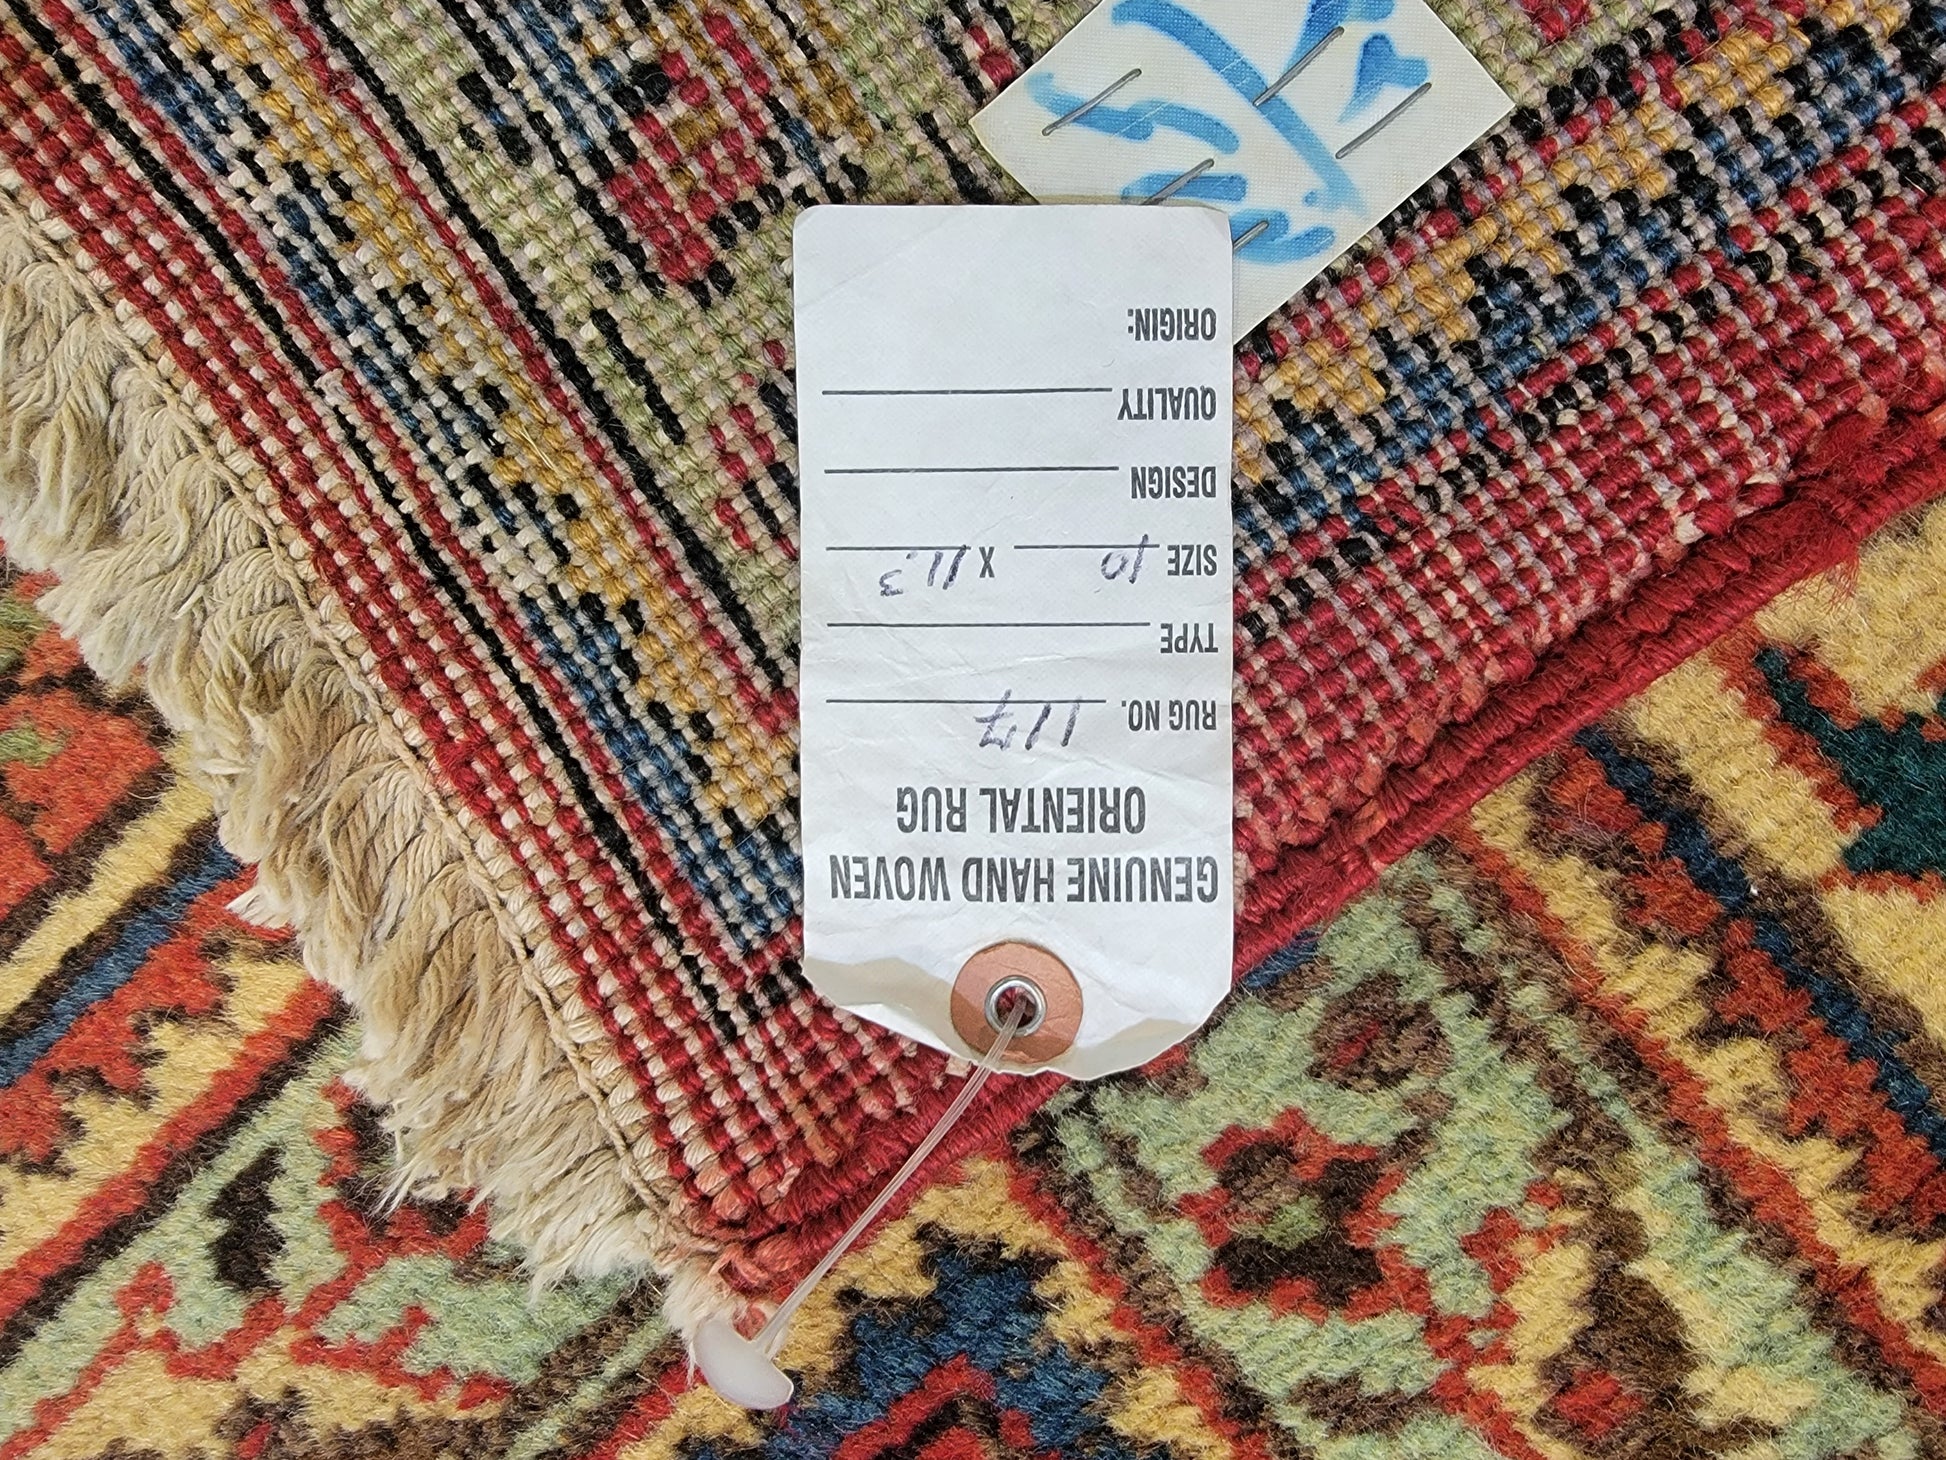 GENUINE HAND WOVEN
ORIENTAL RUG
RUG NO. 117
TYPE
SIZE 10 X 11.3
DESIGN
QUALITY
ORIGIN: